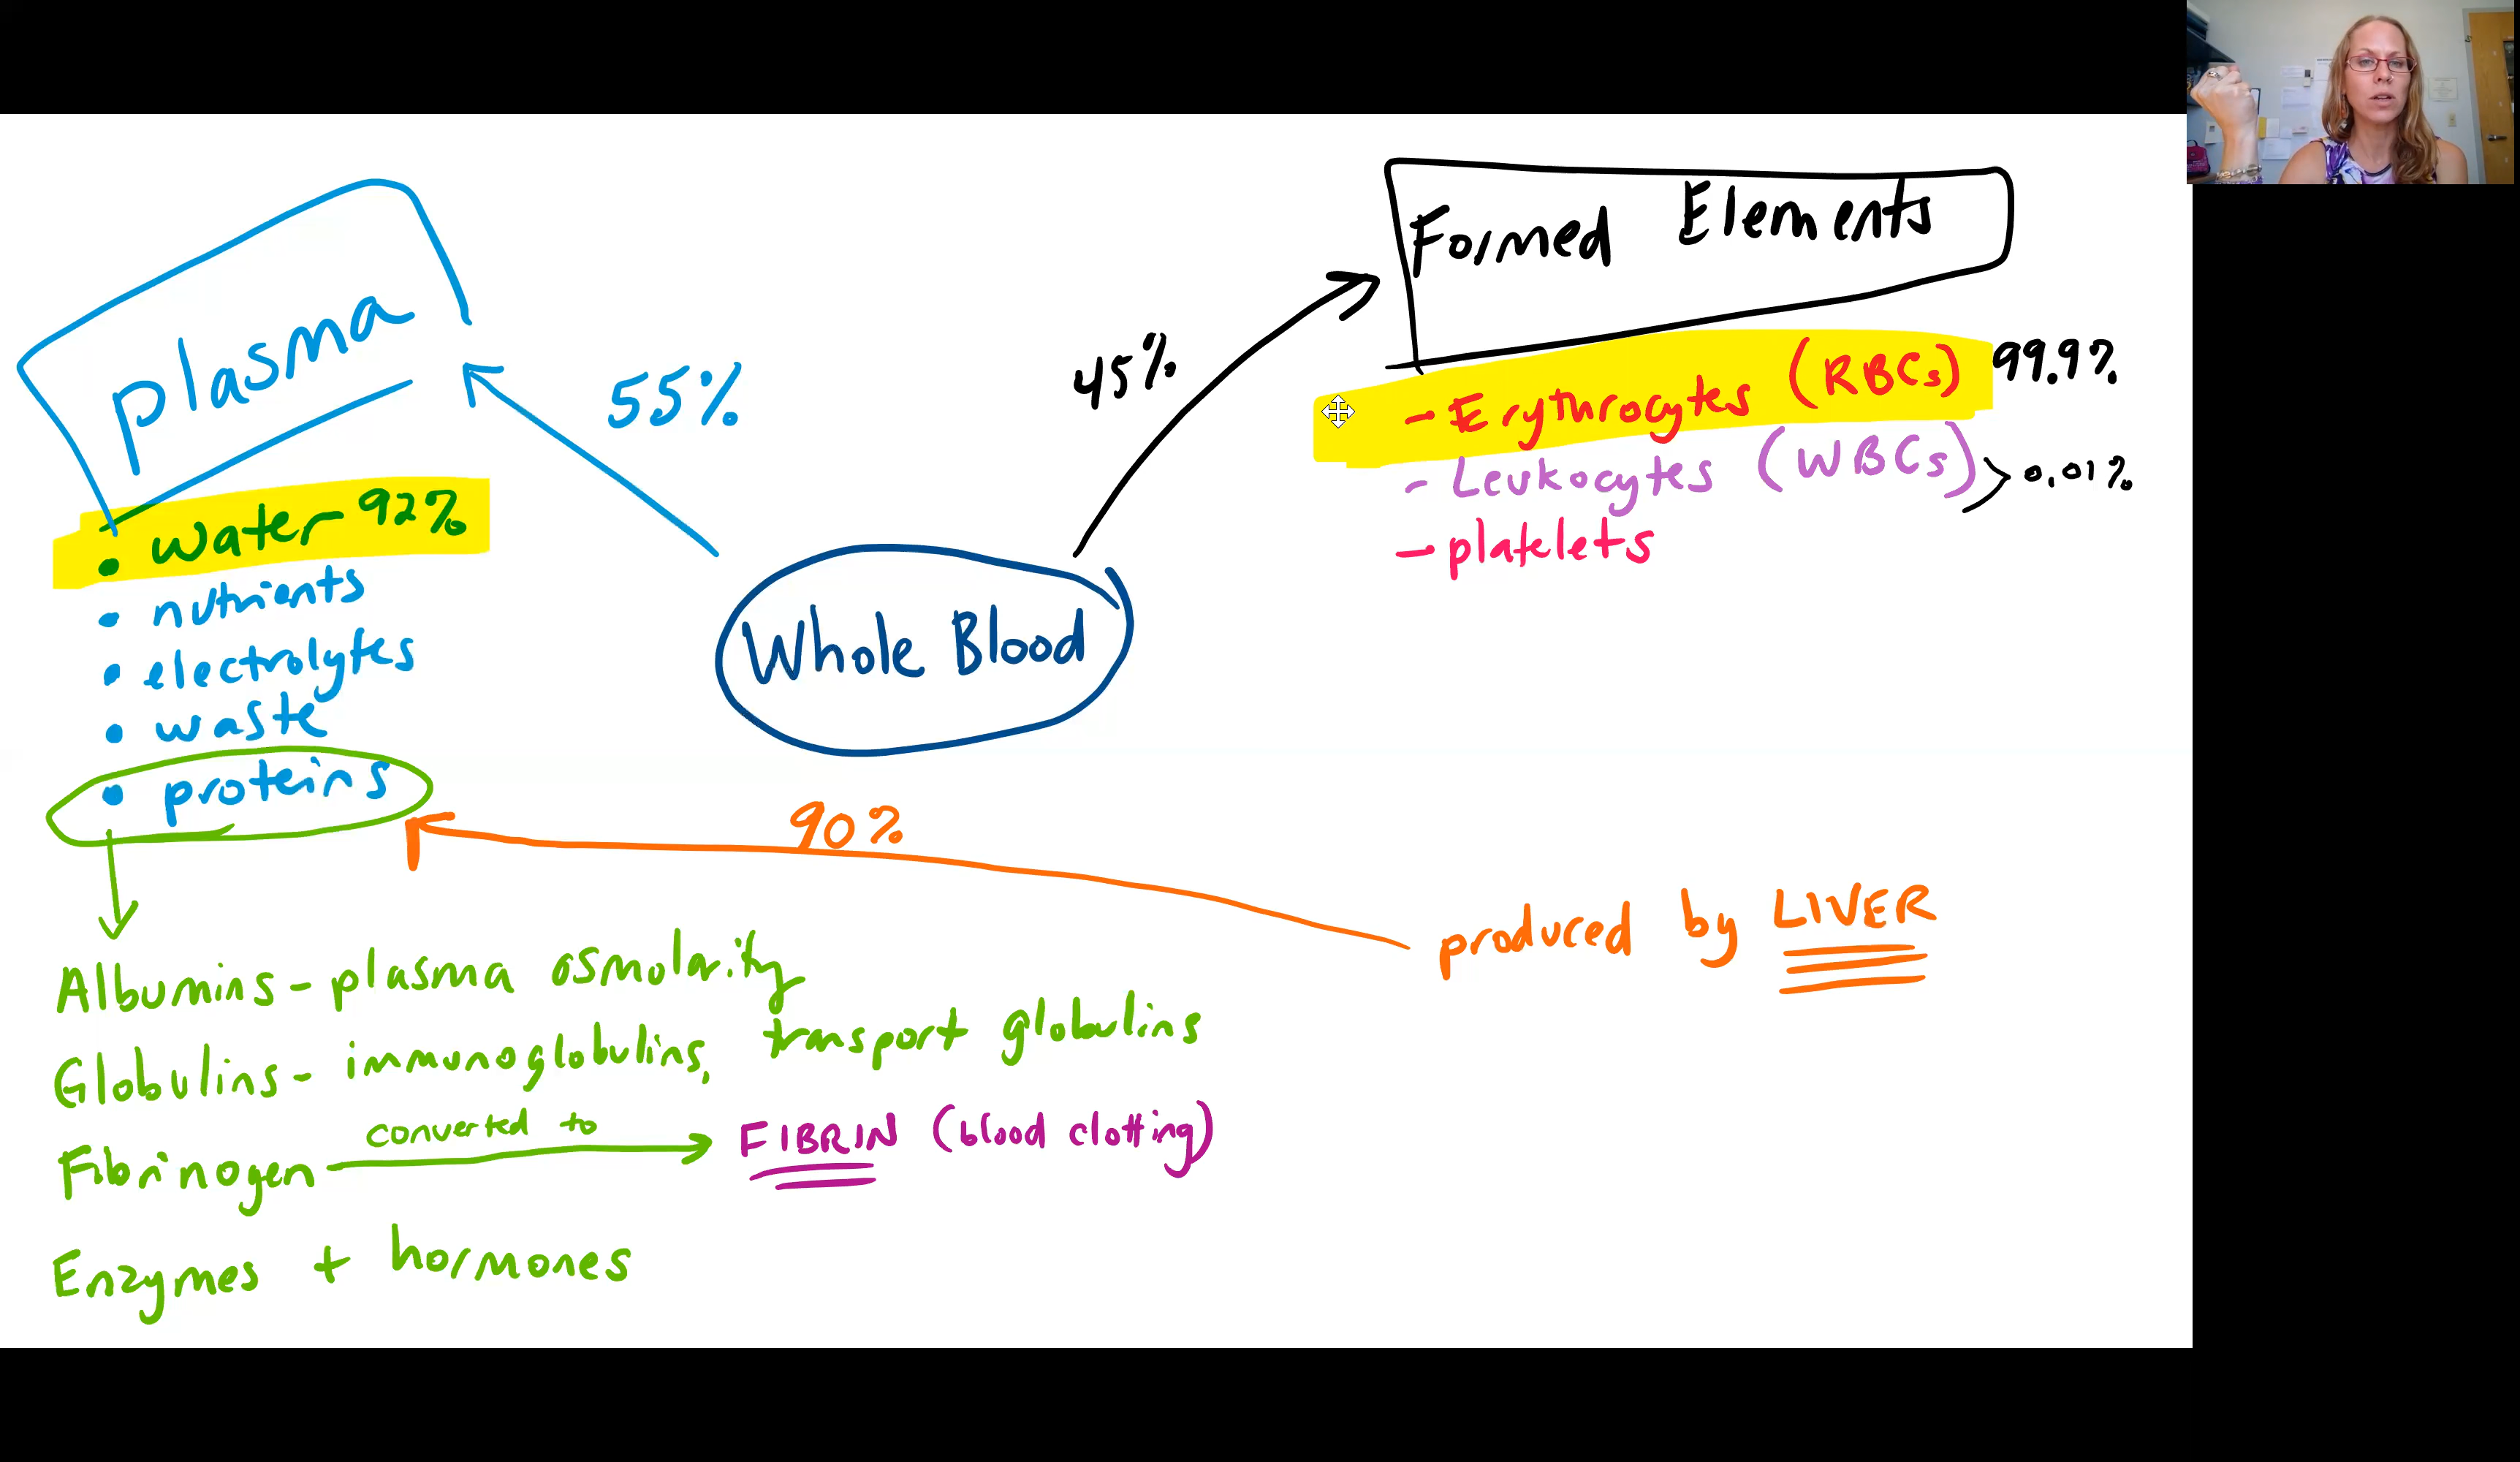 plasma
55%
• water 92%
• nutrients
• electrolytes
• waste
• proteins
Whole Blood
45%
Formed Elements
- Erythrocytes (RBCs) 99.9%
- Leukocytes (WBCs) > 0.01%
- platelets
90%
produced by LIVER
Albumins - plasma osmolarity
Globulins - immunoglobulins, transport globulins
Fibrinogen converted to → FIBRIN (blood clotting)
Enzymes + hormones